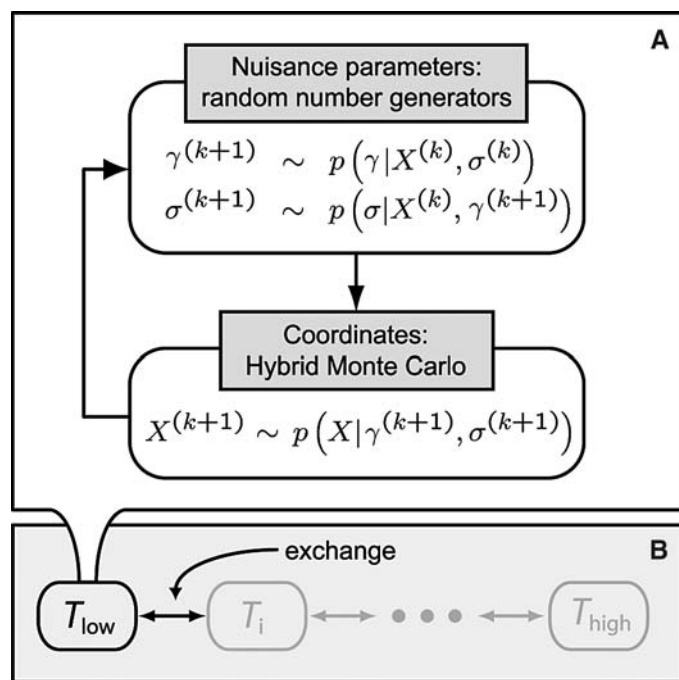 A
Nuisance parameters:
random number generators
γ^(k+1) ∼ p(γ|X^(k), σ^(k))
σ^(k+1) ∼ p(σ|X^(k), γ^(k+1))
Coordinates:
Hybrid Monte Carlo
X^(k+1) ∼ p(X|γ^(k+1), σ^(k+1))
B
exchange
T_low T_i ••• T_high